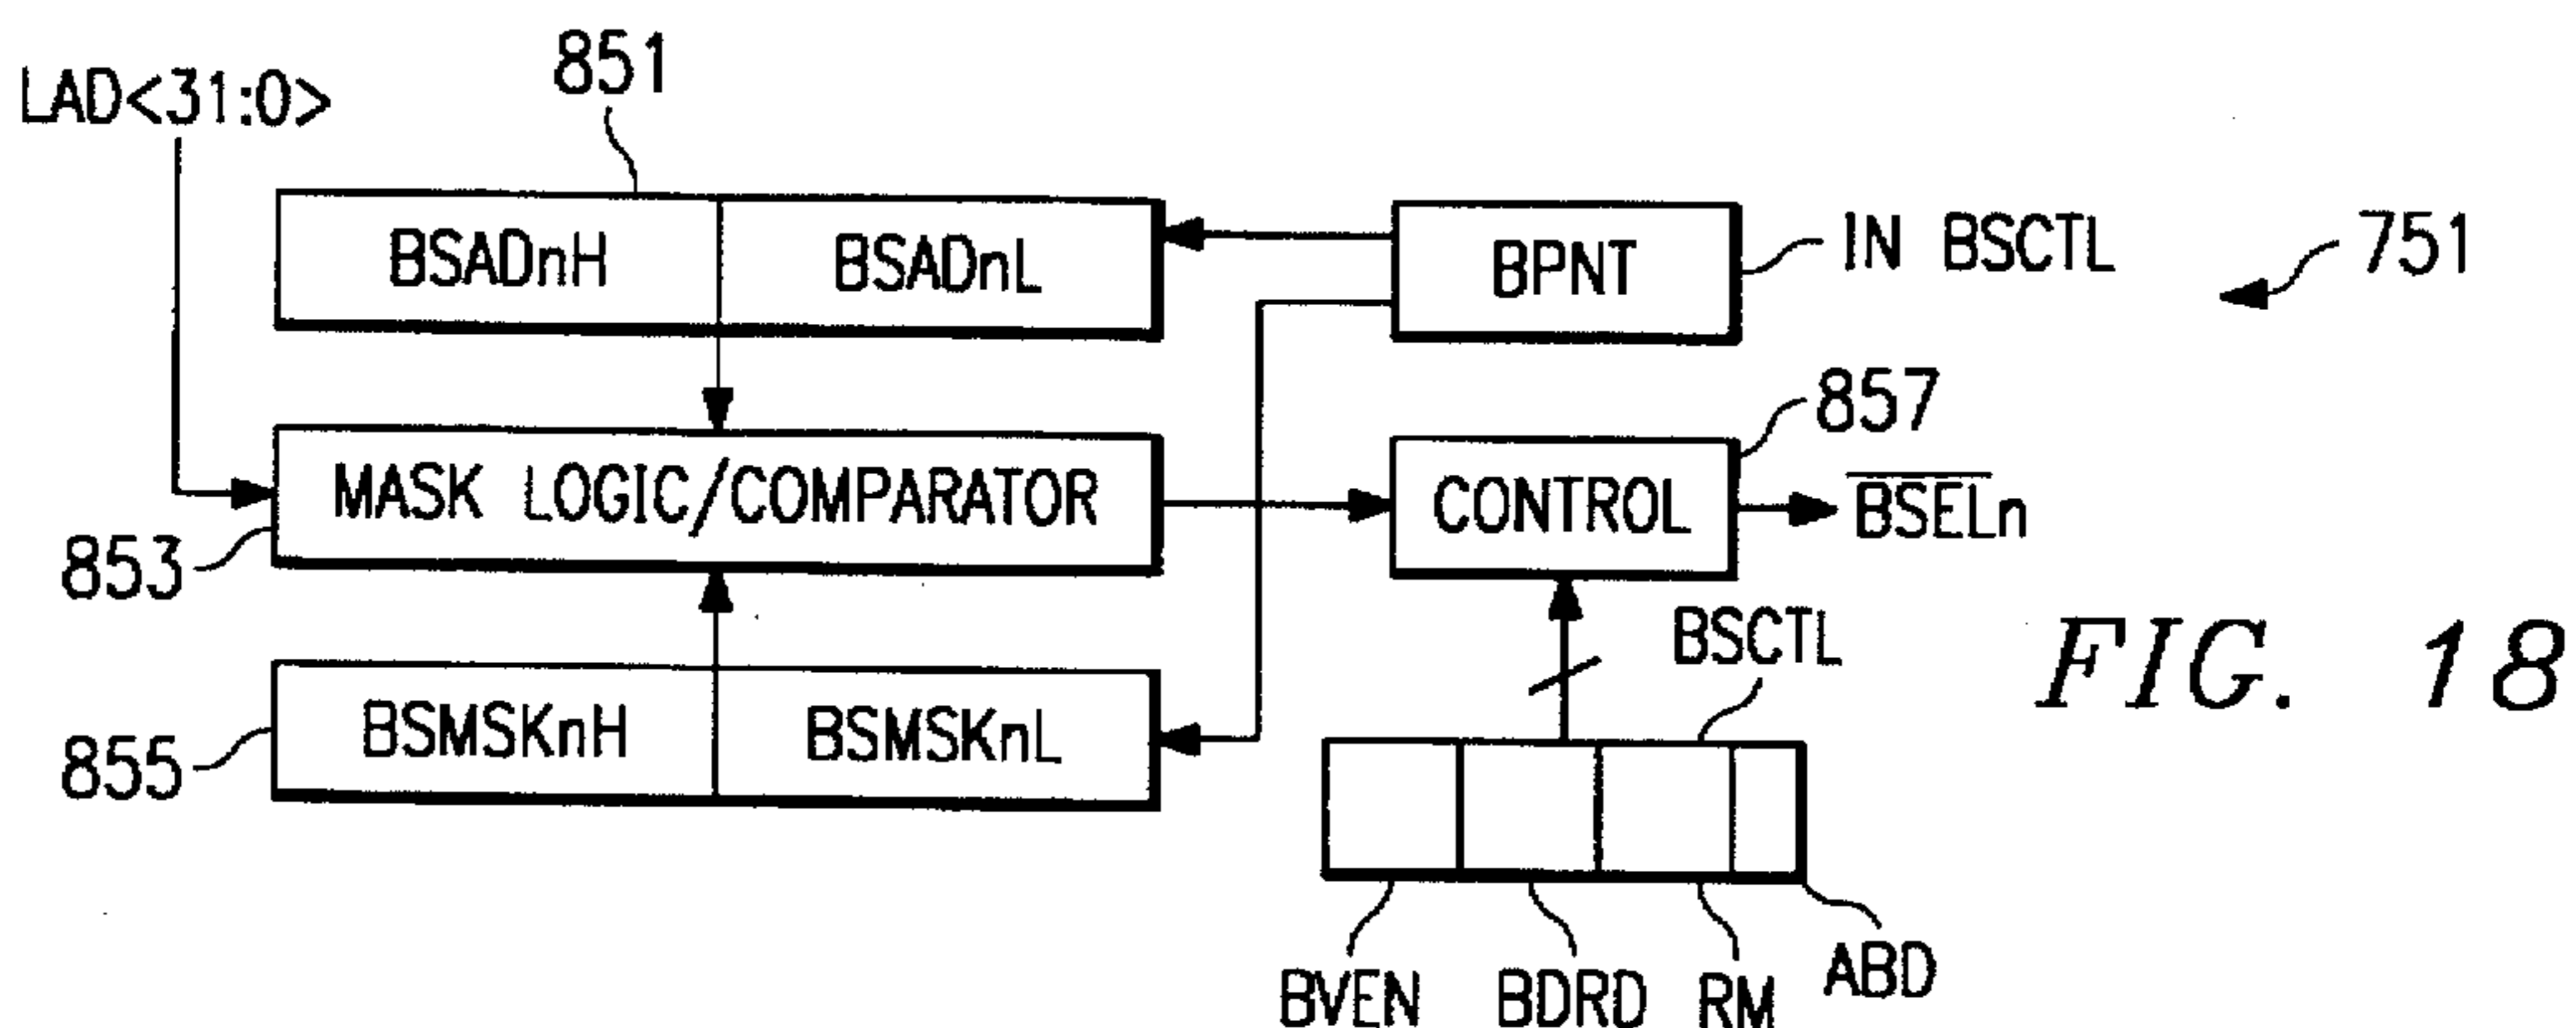 851
LAD<31:0>
BSADnH
BSADnL
BPNT
IN BSCTL
751
857
MASK LOGIC/COMPARATOR
CONTROL
BSELn
853
BSCTL
FIG. 18
BSMSKnH
BSMSKnL
855
BVEN
BDRD
RM
ABD